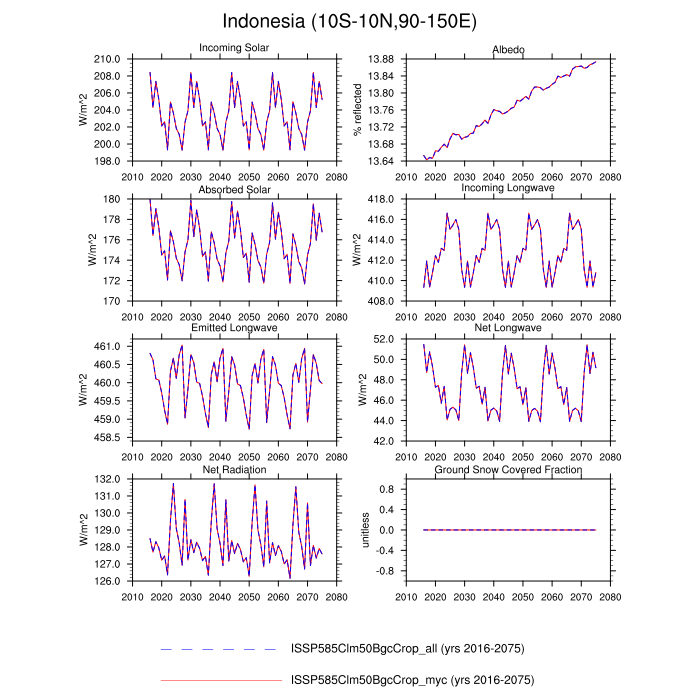 Indonesia (10S-10N,90-150E)
Incoming Solar
W/m^2
210.0
208.0
206.0
204.0
202.0
200.0
198.0
2010 2020 2030 2040 2050 2060 2070 2080
Albedo
% reflected
13.88
13.84
13.80
13.76
13.72
13.68
13.64
2010 2020 2030 2040 2050 2060 2070 2080
Absorbed Solar
W/m^2
180
178
176
174
172
170
2010 2020 2030 2040 2050 2060 2070 2080
Incoming Longwave
W/m^2
418.0
416.0
414.0
412.0
410.0
408.0
2010 2020 2030 2040 2050 2060 2070 2080
Emitted Longwave
W/m^2
461.0
460.5
460.0
459.5
459.0
458.5
2010 2020 2030 2040 2050 2060 2070 2080
Net Longwave
W/m^2
52.0
50.0
48.0
46.0
44.0
42.0
2010 2020 2030 2040 2050 2060 2070 2080
Net Radiation
W/m^2
132.0
131.0
130.0
129.0
128.0
127.0
126.0
2010 2020 2030 2040 2050 2060 2070 2080
Ground Snow Covered Fraction
unitless
0.8
0.4
0.0
-0.4
-0.8
2010 2020 2030 2040 2050 2060 2070 2080
ISSP585Clm50BgcCrop_all (yrs 2016-2075)
ISSP585Clm50BgcCrop_myc (yrs 2016-2075)